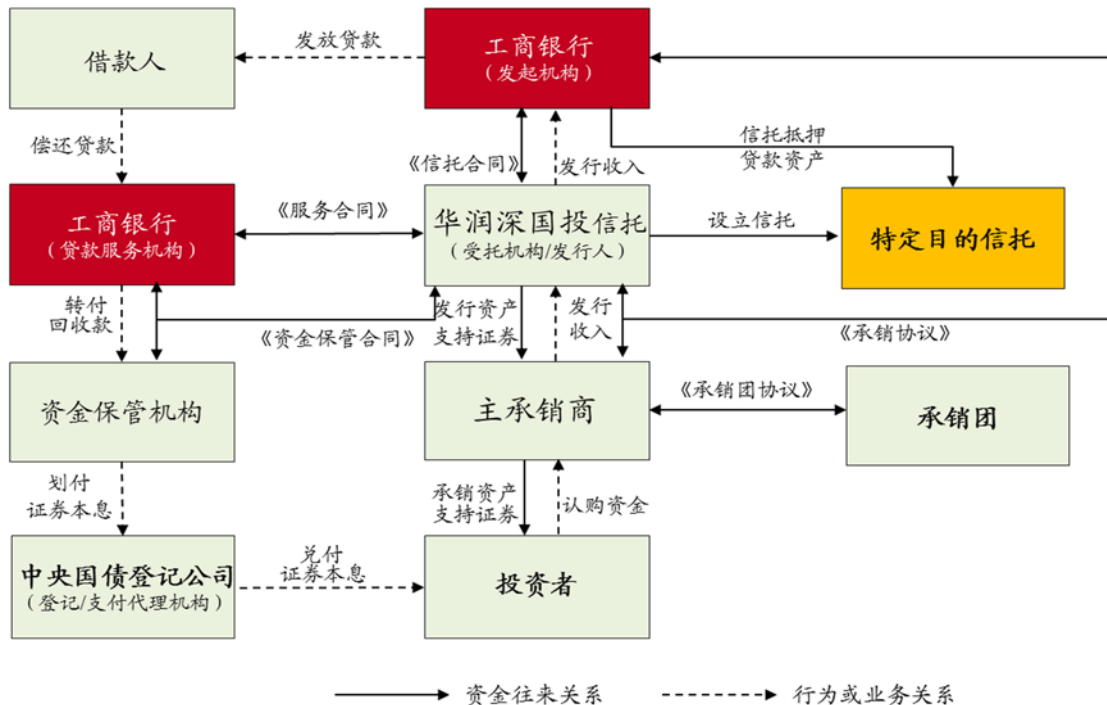 借款人
发放贷款
工商银行
（发起机构）
偿还贷款
《信托合同》
发行收入
信托抵押
贷款资产
工商银行
（贷款服务机构）
《服务合同》
华润深国投信托
（受托机构/发行人）
设立信托
特定目的信托
转付
回收款
《资金保管合同》
发行资产
支持证券
发行
收入
《承销协议》
资金保管机构
主承销商
《承销团协议》
承销团
划付
证券本息
承销资产
支持证券
认购资金
中央国债登记公司
（登记/支付代理机构）
兑付
证券本息
投资者
资金往来关系
行为或业务关系